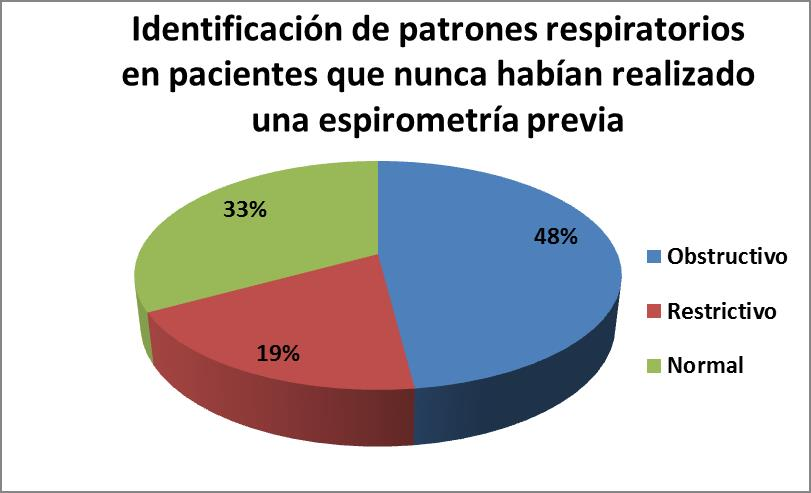 Identificación de patrones respiratorios
en pacientes que nunca habían realizado
una espirometría previa
33%
48%
19%
Obstructivo
Restrictivo
Normal